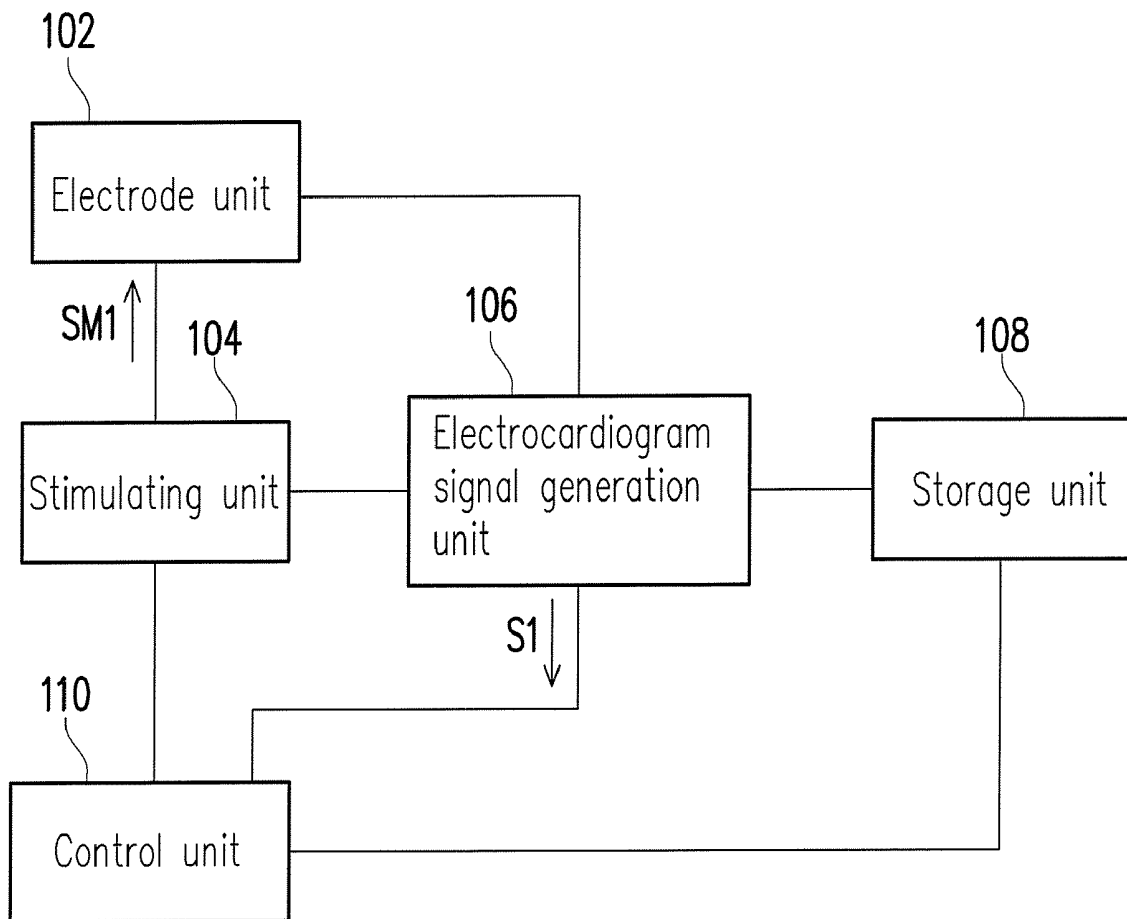 102
Electrode unit
SM1
104
106
108
Stimulating unit
Electrocardiogram
signal generation
unit
Storage unit
S1
110
Control unit